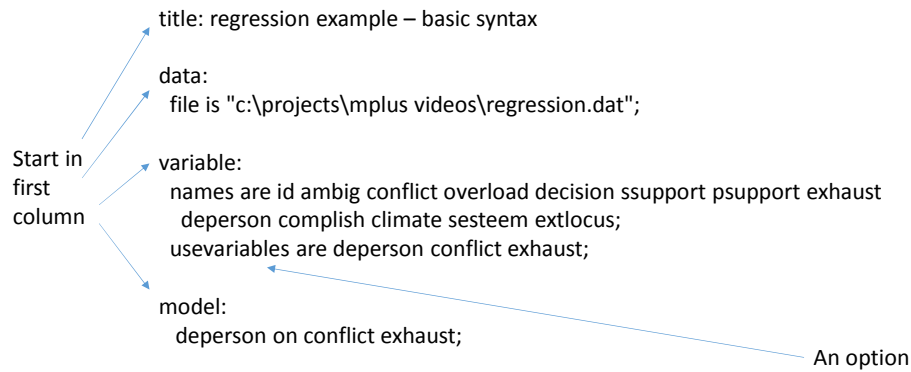 title: regression example – basic syntax
data:
file is "c:\projects\mplus videos\regression.dat";
Start in
first
column
variable:
names are id ambig conflict overload decision ssupport psupport exhaust
deperson complish climate sesteem extlocus;
usevariables are deperson conflict exhaust;
model:
deperson on conflict exhaust;
An option